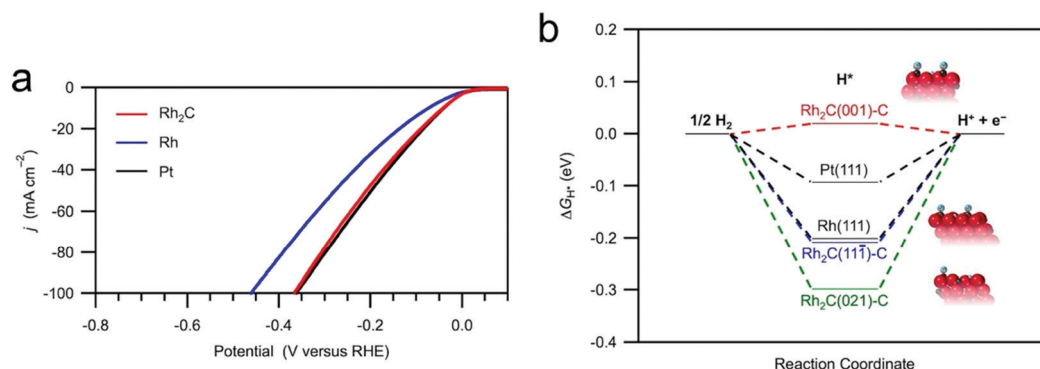 a
0
-20
-40
-60
-80
-100
j (mA cm⁻²)
Rh₂C
Rh
Pt
-0.8
-0.6
-0.4
-0.2
0.0
Potential (V versus RHE)
b
0.2
0.1
0.0
-0.1
-0.2
-0.3
-0.4
ΔG_H* (eV)
H*
1/2 H₂
Rh₂C(001)-C
H⁺ + e⁻
Pt(111)
Rh(111)
Rh₂C(111̄)-C
Rh₂C(021)-C
Reaction Coordinate